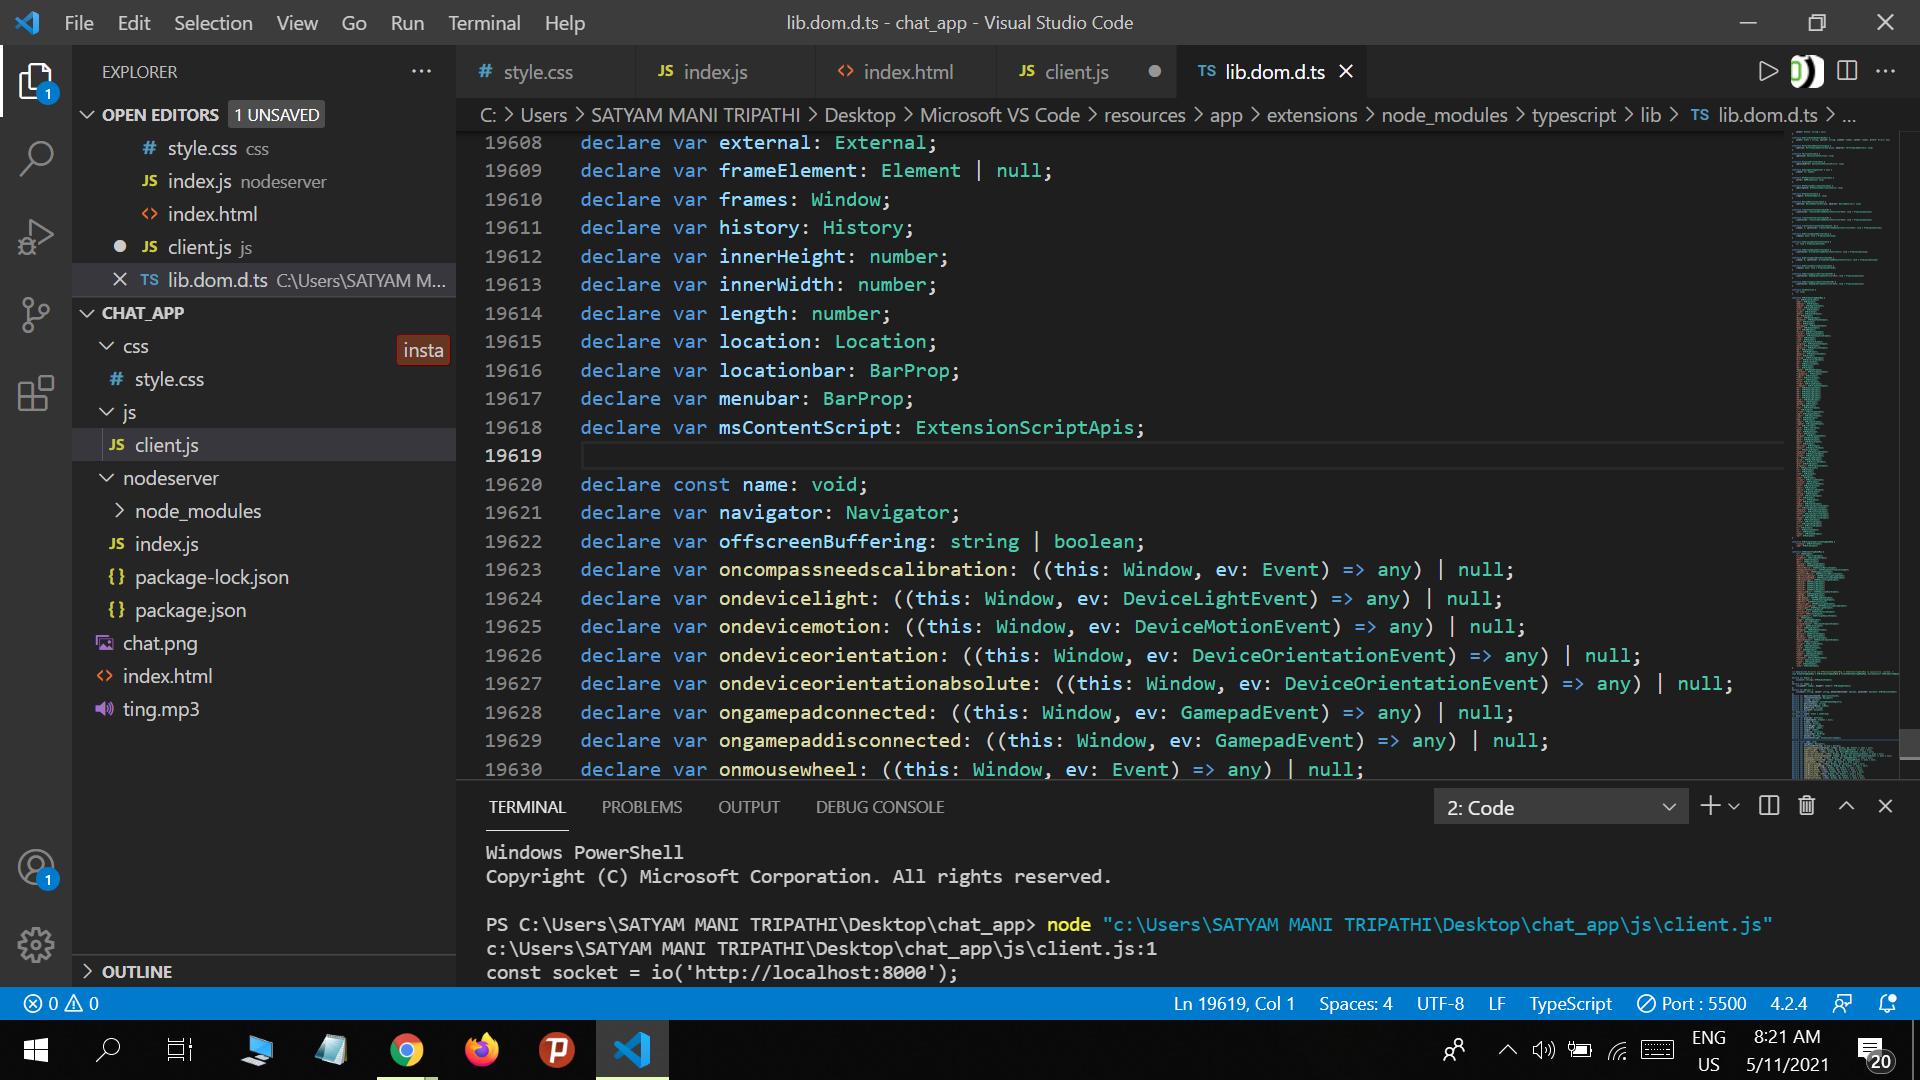 File Edit Selection View Go Run Terminal Help
lib.dom.d.ts - chat_app - Visual Studio Code
EXPLORER
OPEN EDITORS 1 UNSAVED
# style.css css
JS index.js nodeserver
<> index.html
JS client.js js
TS lib.dom.d.ts C:\Users\SATYAM M...
CHAT_APP
css
insta
# style.css
js
JS client.js
nodeserver
node_modules
JS index.js
{} package-lock.json
{} package.json
chat.png
<> index.html
ting.mp3
OUTLINE
1
1
# style.css JS index.js <> index.html JS client.js TS lib.dom.d.ts
C: > Users > SATYAM MANI TRIPATHI > Desktop > Microsoft VS Code > resources > app > extensions > node_modules > typescript > lib > TS lib.dom.d.ts > ...
19608 declare var external: External;
19609 declare var frameElement: Element | null;
19610 declare var frames: Window;
19611 declare var history: History;
19612 declare var innerHeight: number;
19613 declare var innerWidth: number;
19614 declare var length: number;
19615 declare var location: Location;
19616 declare var locationbar: BarProp;
19617 declare var menubar: BarProp;
19618 declare var msContentScript: ExtensionScriptApis;
19619
19620 declare const name: void;
19621 declare var navigator: Navigator;
19622 declare var offscreenBuffering: string | boolean;
19623 declare var oncompassneedscalibration: ((this: Window, ev: Event) => any) | null;
19624 declare var ondevicelight: ((this: Window, ev: DeviceLightEvent) => any) | null;
19625 declare var ondevicemotion: ((this: Window, ev: DeviceMotionEvent) => any) | null;
19626 declare var ondeviceorientation: ((this: Window, ev: DeviceOrientationEvent) => any) | null;
19627 declare var ondeviceorientationabsolute: ((this: Window, ev: DeviceOrientationEvent) => any) | null;
19628 declare var ongamepadconnected: ((this: Window, ev: GamepadEvent) => any) | null;
19629 declare var ongamepaddisconnected: ((this: Window, ev: GamepadEvent) => any) | null;
19630 declare var onmousewheel: ((this: Window, ev: Event) => any) | null;
TERMINAL PROBLEMS OUTPUT DEBUG CONSOLE
2: Code
Windows PowerShell
Copyright (C) Microsoft Corporation. All rights reserved.
PS C:\Users\SATYAM MANI TRIPATHI\Desktop\chat_app> node "c:\Users\SATYAM MANI TRIPATHI\Desktop\chat_app\js\client.js"
c:\Users\SATYAM MANI TRIPATHI\Desktop\chat_app\js\client.js:1
const socket = io('http://localhost:8000');
0 0
Ln 19619, Col 1 Spaces: 4 UTF-8 LF TypeScript Port : 5500 4.2.4
ENG
US
8:21 AM
5/11/2021
20